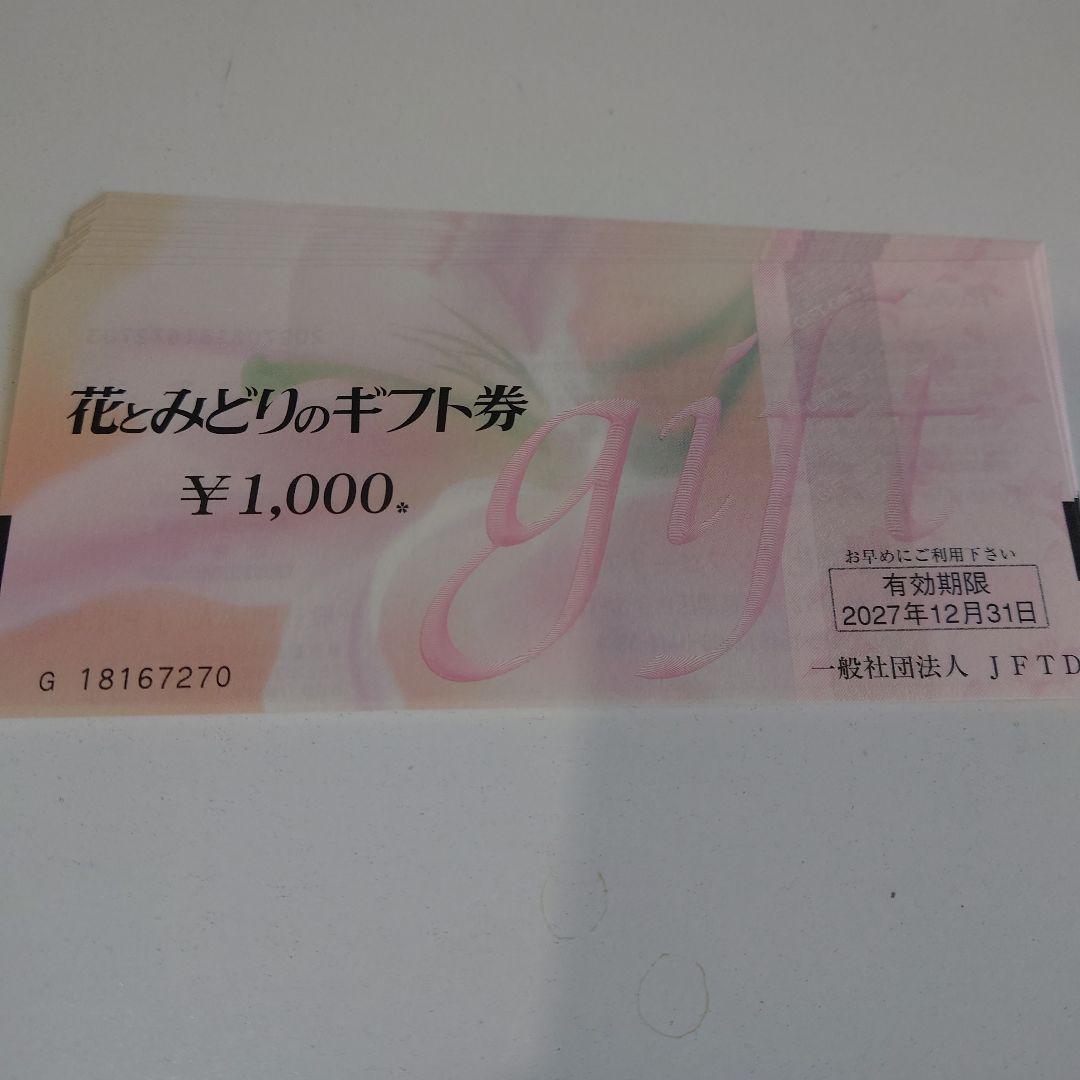 花とみどりのギフト券
¥1,000*
gift
お早めにご利用下さい
有効期限
2027年12月31日
G 18167270
一般社団法人 JFTD